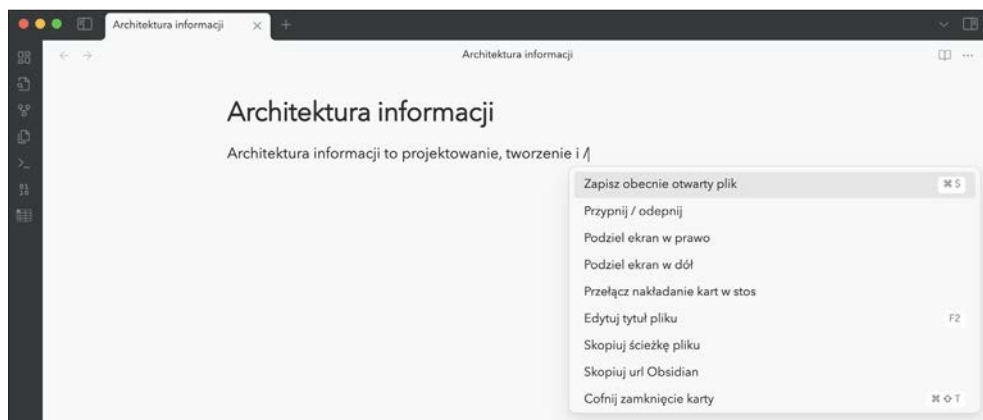 Architektura informacji
Architektura informacji
Architektura informacji
Architektura informacji to projektowanie, tworzenie i /
Zapisz obecnie otwarty plik ⌘ S
Przypnij / odepnij
Podziel ekran w prawo
Podziel ekran w dół
Przełącz nakładanie kart w stos
Edytuj tytuł pliku F2
Skopiuj ścieżkę pliku
Skopiuj url Obsidian
Cofnij zamknięcie karty ⌘ ⇧ T